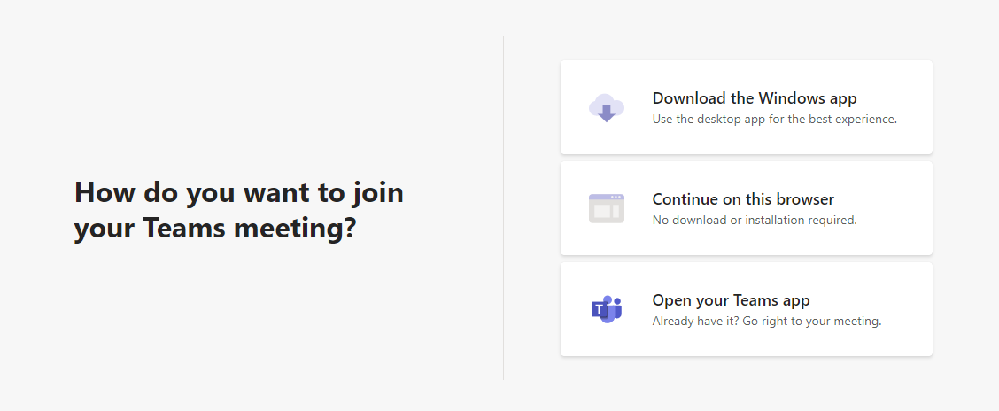 How do you want to join
your Teams meeting?
Download the Windows app
Use the desktop app for the best experience.
Continue on this browser
No download or installation required.
T
Open your Teams app
Already have it? Go right to your meeting.